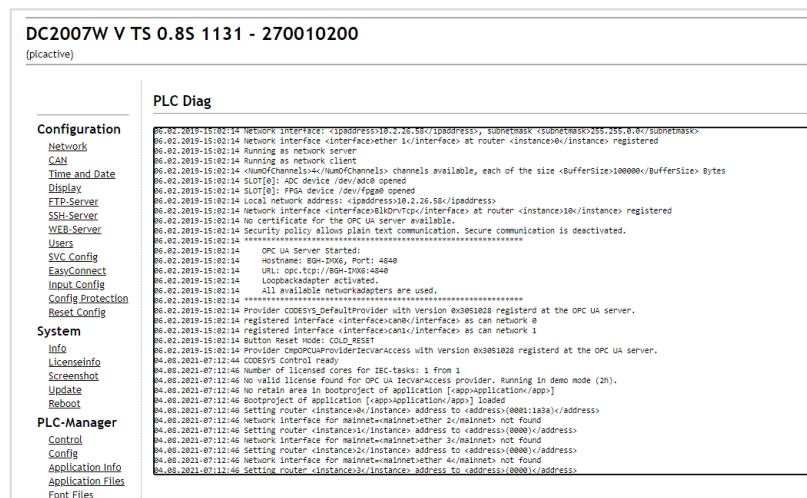 DC2007W V TS 0.8S 1131 - 270010200
(plcactive)
Configuration
Network
CAN
Time and Date
Display
FTP-Server
SSH-Server
WEB-Server
Users
SVC Config
EasyConnect
Input Config
Config Protection
Reset Config
System
Info
Licenseinfo
Screenshot
Update
Reboot
PLC-Manager
Control
Config
Application Info
Application Files
Font Files
PLC Diag
06.02.2019-15:02:14 Network interface: <ipaddress>10.2.26.58</ipaddress>, subnetmask <subnetmask>255.255.0.0</subnetmask>
06.02.2019-15:02:14 Network interface <interface>ether 1</interface> at router <instance>0</instance> registered
06.02.2019-15:02:14 Running as network server
06.02.2019-15:02:14 Running as network client
06.02.2019-15:02:14 <NumOfChannels>4</NumOfChannels> channels available, each of the size <BufferSize>100000</BufferSize> Bytes
06.02.2019-15:02:14 SLOT[0]: ADC device /dev/adc0 opened
06.02.2019-15:02:14 SLOT[0]: FPGA device /dev/fpga0 opened
06.02.2019-15:02:14 Local network address: <ipaddress>10.2.26.58</ipaddress>
06.02.2019-15:02:14 Network interface <interface>BlkDrvTcp</interface> at router <instance>10</instance> registered
06.02.2019-15:02:14 No certificate for the OPC UA server available.
06.02.2019-15:02:14 Security policy allows plain text communication. Secure communication is deactivated.
06.02.2019-15:02:14 **************************************************************
06.02.2019-15:02:14 OPC UA Server Started:
06.02.2019-15:02:14 Hostname: BGH-IMX6, Port: 4840
06.02.2019-15:02:14 URL: opc.tcp://BGH-IMX6:4840
06.02.2019-15:02:14 Loopbackadapter activated.
06.02.2019-15:02:14 All available networkadapters are used.
06.02.2019-15:02:14 **************************************************************
06.02.2019-15:02:14 Provider CODESYS_DefaultProvider with Version 0x3051028 registerd at the OPC UA server.
06.02.2019-15:02:14 registered interface <interface>can0</interface> as can network 0
06.02.2019-15:02:14 registered interface <interface>can1</interface> as can network 1
06.02.2019-15:02:14 Button Reset Mode: COLD_RESET
06.02.2019-15:02:14 Provider CmpOPCUAProviderIecVarAccess with Version 0x3051028 registerd at the OPC UA server.
04.08.2021-07:12:44 CODESYS Control ready
04.08.2021-07:12:46 Number of licensed cores for IEC-tasks: 1 from 1
04.08.2021-07:12:46 No valid license found for OPC UA IecVarAccess provider. Running in demo mode (2h).
04.08.2021-07:12:46 No retain area in bootproject of application [<app>Application</app>]
04.08.2021-07:12:46 Bootproject of application [<app>Application</app>] loaded
04.08.2021-07:12:46 Setting router <instance>0</instance> address to <address>(0001:1a3a)</address>
04.08.2021-07:12:46 Network interface for mainnet=<mainnet>ether 2</mainnet> not found
04.08.2021-07:12:46 Setting router <instance>1</instance> address to <address>(0000)</address>
04.08.2021-07:12:46 Network interface for mainnet=<mainnet>ether 3</mainnet> not found
04.08.2021-07:12:46 Setting router <instance>2</instance> address to <address>(0000)</address>
04.08.2021-07:12:46 Network interface for mainnet=<mainnet>ether 4</mainnet> not found
04.08.2021-07:12:46 Setting router <instance>3</instance> address to <address>(0000)</address>